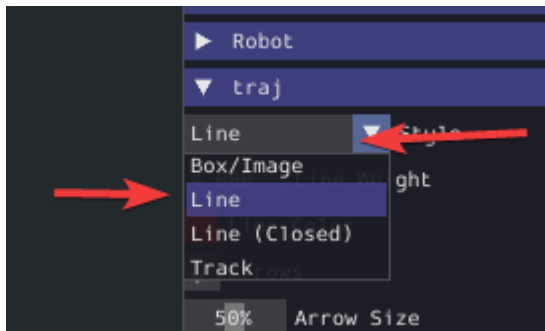 Robot
traj
Line Style
Box/Image
Line
Line (Closed)
Track
ght
50% Arrow Size